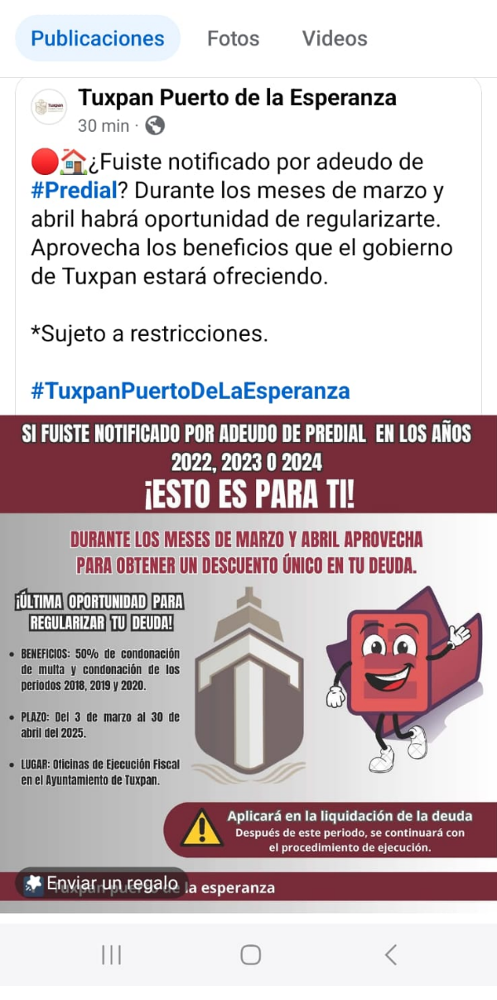 Publicaciones Fotos Videos
Tuxpan
Tuxpan Puerto de la Esperanza
30 min ·
¿Fuiste notificado por adeudo de
#Predial? Durante los meses de marzo y
abril habrá oportunidad de regularizarte.
Aprovecha los beneficios que el gobierno
de Tuxpan estará ofreciendo.
*Sujeto a restricciones.
#TuxpanPuertoDeLaEsperanza
SI FUISTE NOTIFICADO POR ADEUDO DE PREDIAL EN LOS AÑOS
2022, 2023 O 2024
¡ESTO ES PARA TI!
DURANTE LOS MESES DE MARZO Y ABRIL APROVECHA
PARA OBTENER UN DESCUENTO ÚNICO EN TU DEUDA.
¡ÚLTIMA OPORTUNIDAD PARA
REGULARIZAR TU DEUDA!
• BENEFICIOS: 50% de condonación
de multa y condonación de los
periodos 2018, 2019 y 2020.
• PLAZO: Del 3 de marzo al 30 de
abril del 2025.
• LUGAR: Oficinas de Ejecución Fiscal
en el Ayuntamiento de Tuxpan.
Aplicará en la liquidación de la deuda
Después de este periodo, se continuará con
el procedimiento de ejecución.
Enviar un regalo
Tuxpan puerto de la esperanza